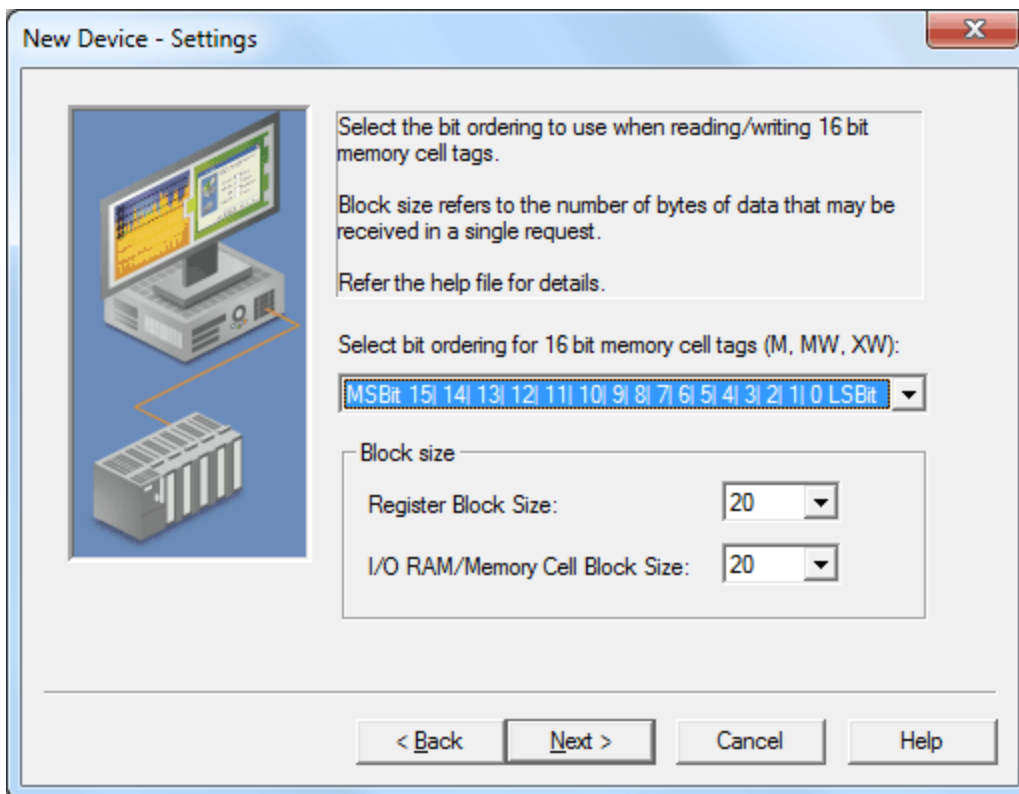 New Device - Settings
Select the bit ordering to use when reading/writing 16 bit
memory cell tags.
Block size refers to the number of bytes of data that may be
received in a single request.
Refer the help file for details.
Select bit ordering for 16 bit memory cell tags (M, MW, XW):
MSBit 15| 14| 13| 12| 11| 10| 9| 8| 7| 6| 5| 4| 3| 2| 1| 0 LSBit
Block size
Register Block Size: 20
I/O RAM/Memory Cell Block Size: 20
< Back Next > Cancel Help